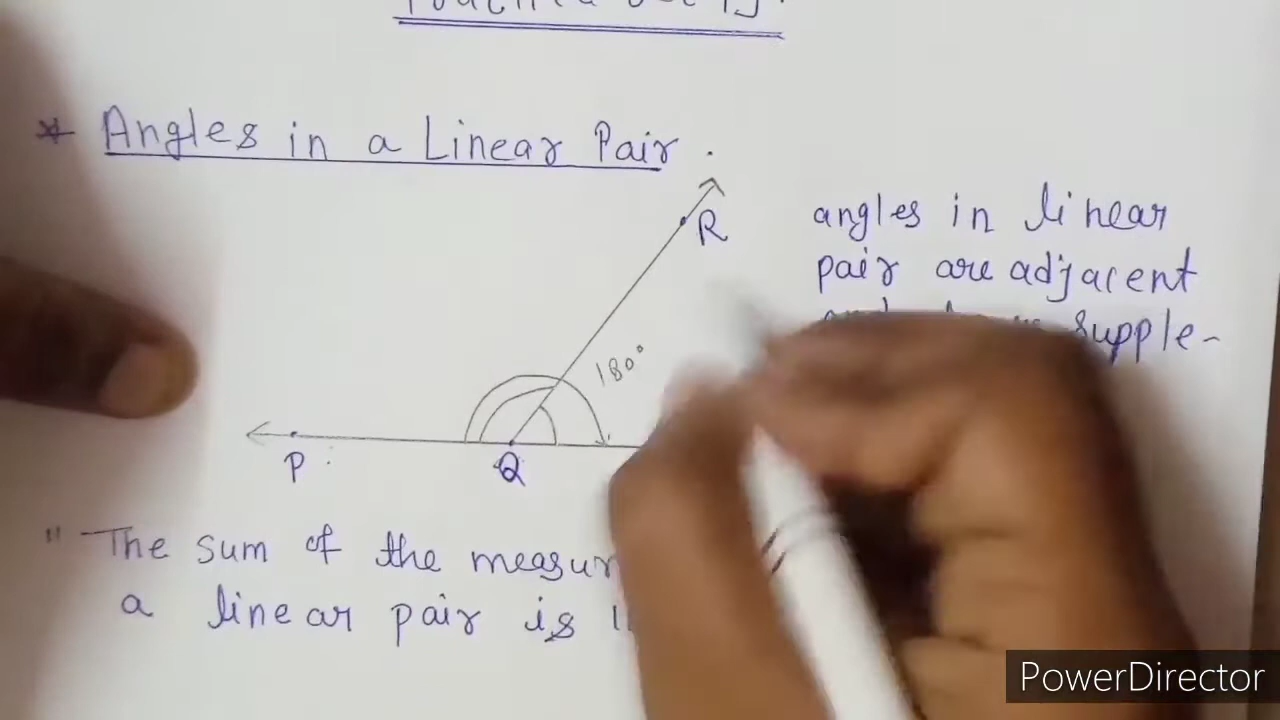 * Angles in a Linear Pair.
R
180°
P
Q
angles in linear
pair are adjacent
supple-
" The sum of the
a linear pair is
PowerDirector